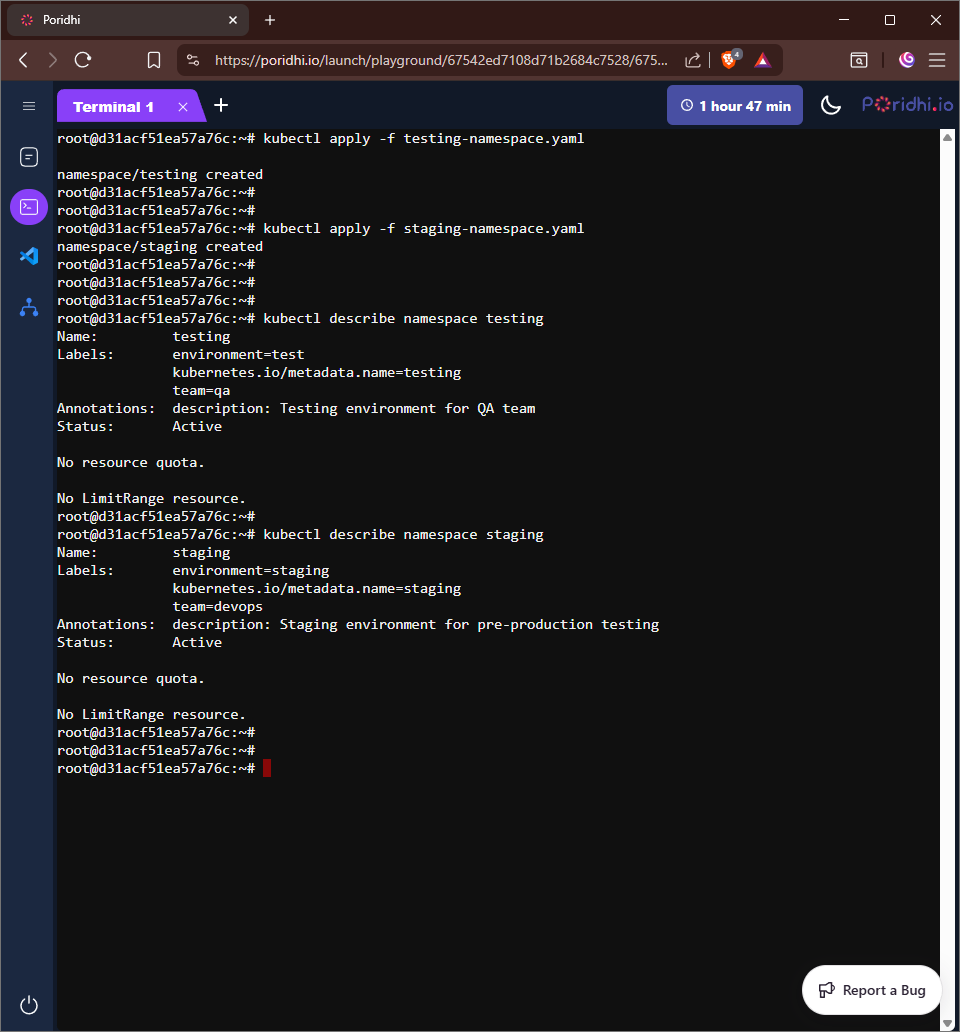 Poridhi
https://poridhi.io/launch/playground/67542ed7108d71b2684c7528/675...
4
Terminal 1
1 hour 47 min
Poridhi.io
root@d31acf51ea57a76c:~# kubectl apply -f testing-namespace.yaml
namespace/testing created
root@d31acf51ea57a76c:~#
root@d31acf51ea57a76c:~#
root@d31acf51ea57a76c:~# kubectl apply -f staging-namespace.yaml
namespace/staging created
root@d31acf51ea57a76c:~#
root@d31acf51ea57a76c:~#
root@d31acf51ea57a76c:~#
root@d31acf51ea57a76c:~# kubectl describe namespace testing
Name:         testing
Labels:       environment=test
              kubernetes.io/metadata.name=testing
              team=qa
Annotations:  description: Testing environment for QA team
Status:       Active
No resource quota.
No LimitRange resource.
root@d31acf51ea57a76c:~#
root@d31acf51ea57a76c:~# kubectl describe namespace staging
Name:         staging
Labels:       environment=staging
              kubernetes.io/metadata.name=staging
              team=devops
Annotations:  description: Staging environment for pre-production testing
Status:       Active
No resource quota.
No LimitRange resource.
root@d31acf51ea57a76c:~#
root@d31acf51ea57a76c:~#
root@d31acf51ea57a76c:~#
Report a Bug